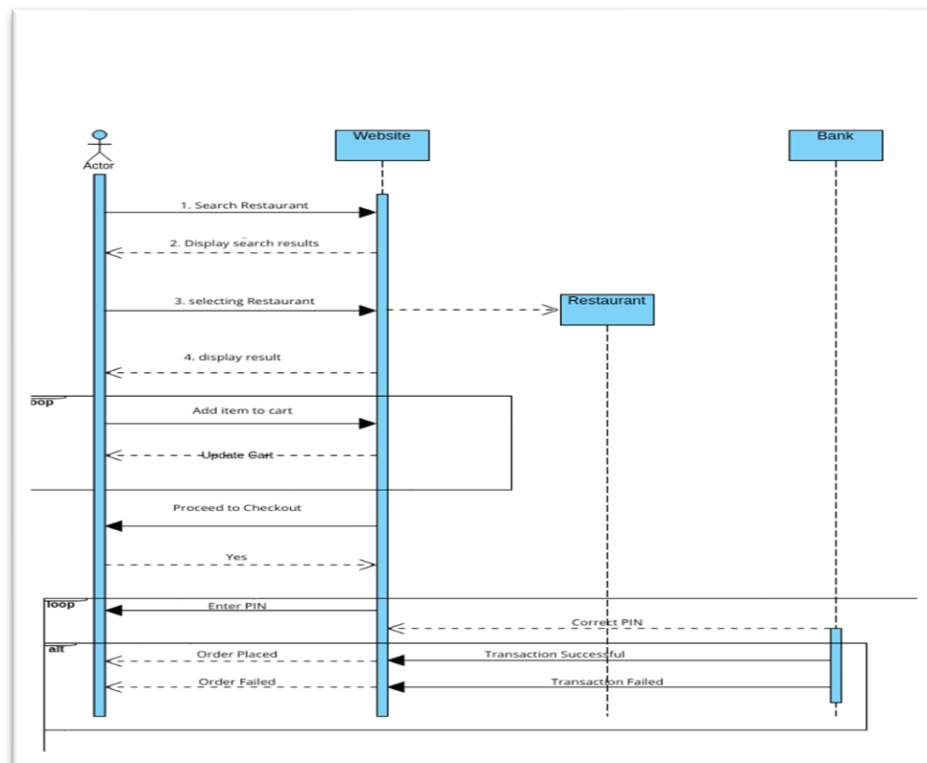 Website
Bank
Actor
1. Search Restaurant
2. Display search results
3. selecting Restaurant
Restaurant
4. display result
oop
Add item to cart
Update Cart
Proceed to Checkout
Yes
loop
Enter PIN
Correct PIN
alt
Order Placed
Transaction Successful
Order Failed
Transaction Failed